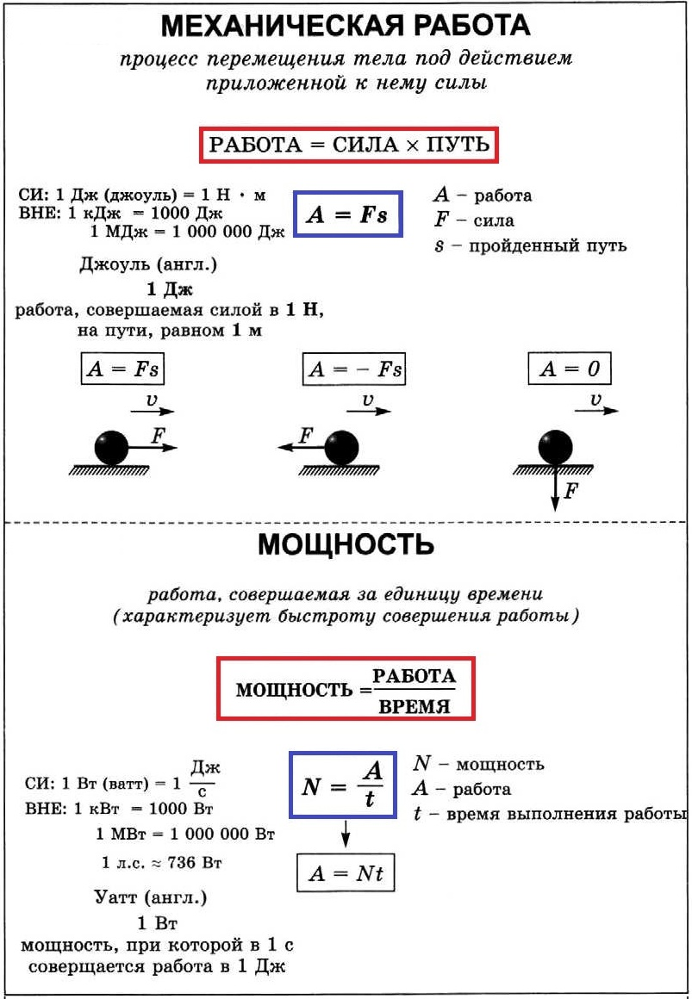 МЕХАНИЧЕСКАЯ РАБОТА
процесс перемещения тела под действием
приложенной к нему силы
РАБОТА = СИЛА × ПУТЬ
СИ: 1 Дж (джоуль) = 1 Н · м
ВНЕ: 1 кДж = 1000 Дж
1 МДж = 1 000 000 Дж
A = Fs
A – работа
F – сила
s – пройденный путь
Джоуль (англ.)
1 Дж
работа, совершаемая силой в 1 Н,
на пути, равном 1 м
A = Fs
A = – Fs
A = 0
v
v
v
F
F
F
МОЩНОСТЬ
работа, совершаемая за единицу времени
(характеризует быстроту совершения работы)
МОЩНОСТЬ = РАБОТА
ВРЕМЯ
СИ: 1 Вт (ватт) = 1 Дж
с
ВНЕ: 1 кВт = 1000 Вт
1 МВт = 1 000 000 Вт
1 л.с. ≈ 736 Вт
N = A
t
A = Nt
N – мощность
A – работа
t – время выполнения работы
Уатт (англ.)
1 Вт
мощность, при которой в 1 с
соверщается работа в 1 Дж